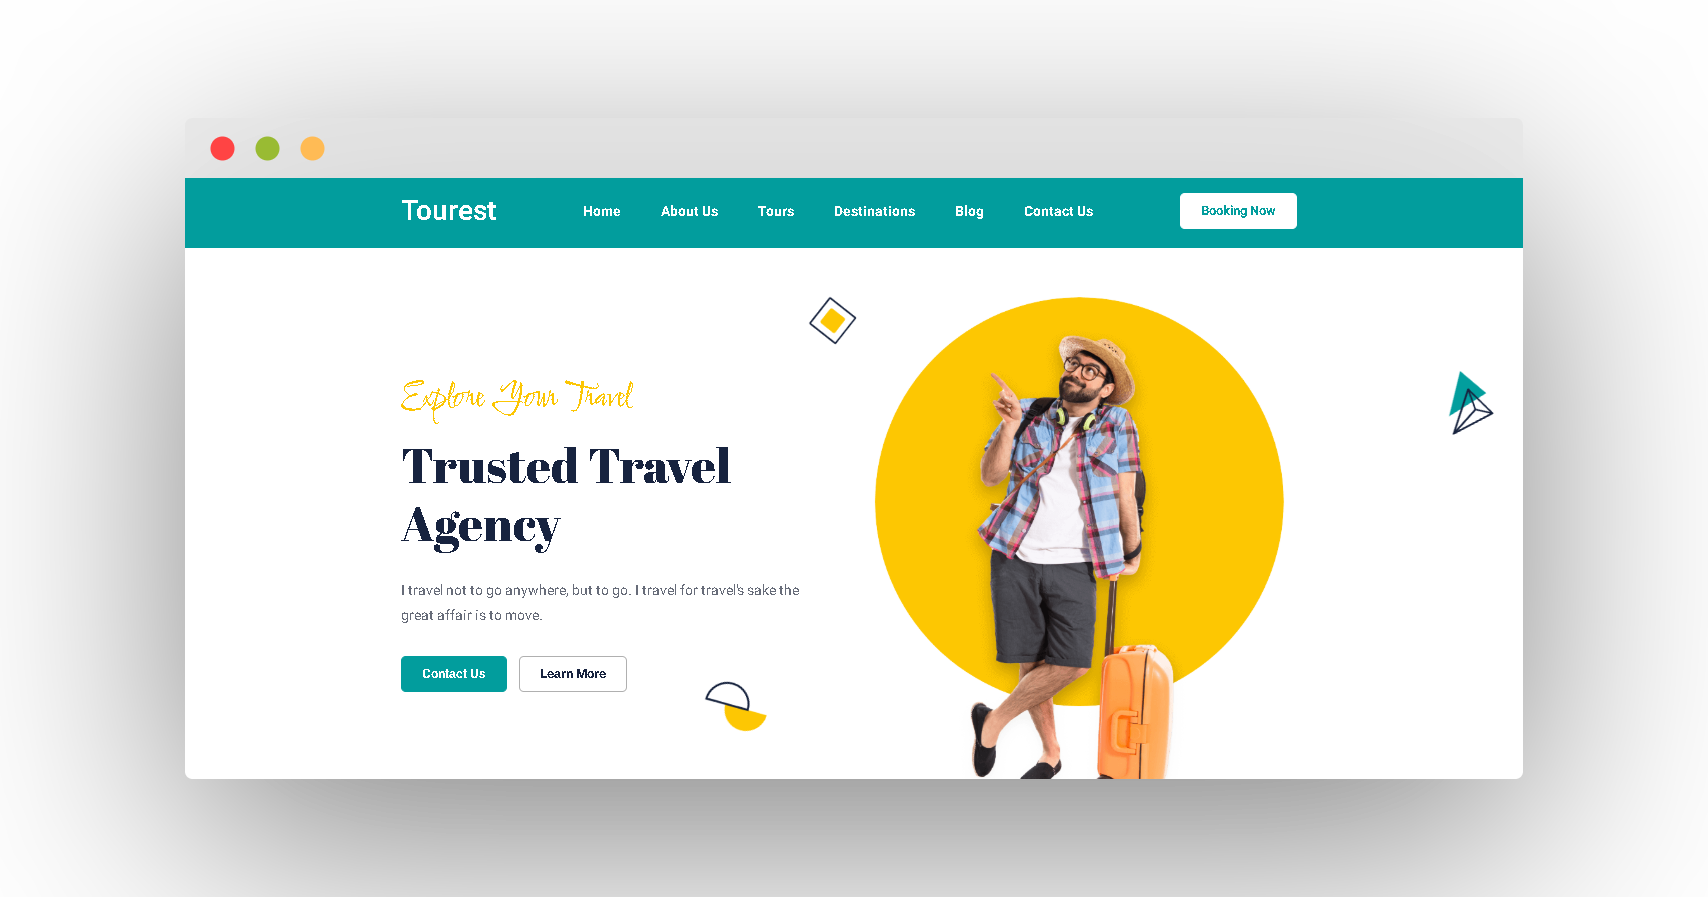 Tourest
Home
About Us
Tours
Destinations
Blog
Contact Us
Booking Now
Explore Your Travel
Trusted Travel
Agency
I travel not to go anywhere, but to go. I travel for travel's sake the
great affair is to move.
Contact Us
Learn More